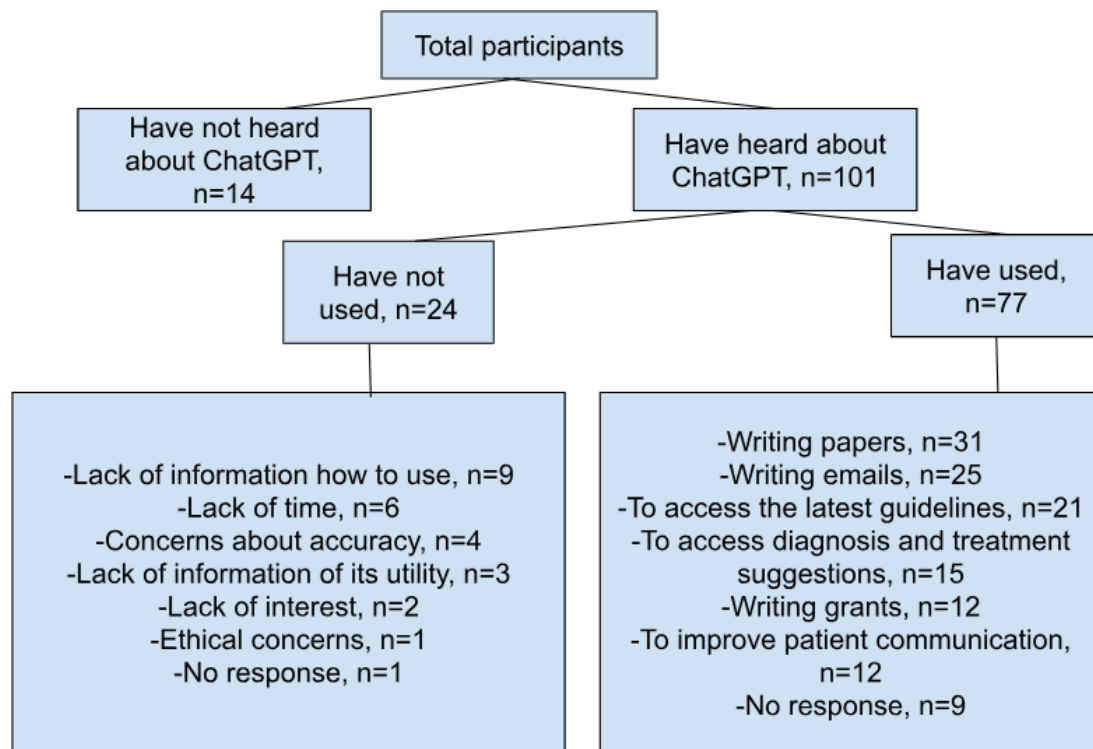 Total participants
Have not heard
about ChatGPT,
n=14
Have heard about
ChatGPT, n=101
Have not
used, n=24
Have used,
n=77
-Lack of information how to use, n=9
-Lack of time, n=6
-Concerns about accuracy, n=4
-Lack of information of its utility, n=3
-Lack of interest, n=2
-Ethical concerns, n=1
-No response, n=1
-Writing papers, n=31
-Writing emails, n=25
-To access the latest guidelines, n=21
-To access diagnosis and treatment
suggestions, n=15
-Writing grants, n=12
-To improve patient communication,
n=12
-No response, n=9